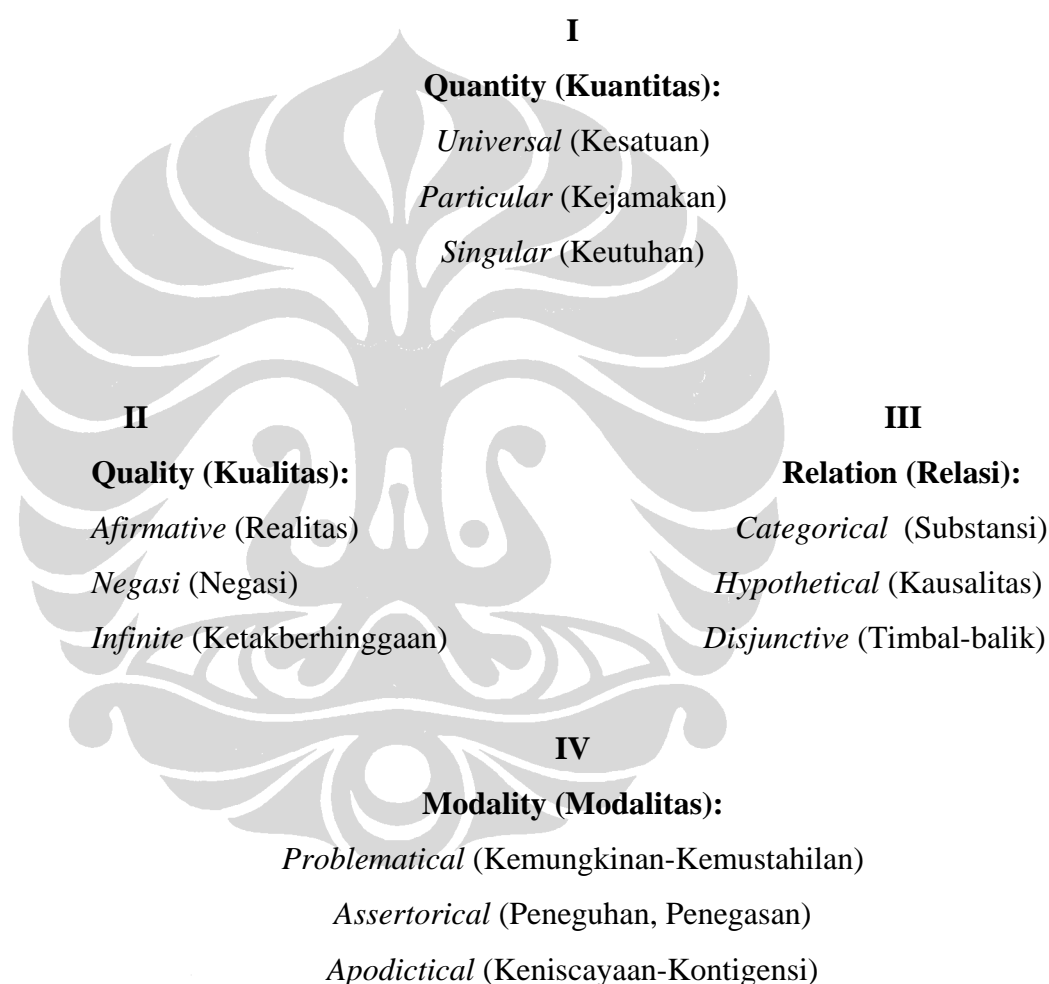 I
Quantity (Kuantitas):
Universal (Kesatuan)
Particular (Kejamakan)
Singular (Keutuhan)
II
Quality (Kualitas):
Afirmative (Realitas)
Negasi (Negasi)
Infinite (Ketakberhinggaan)
III
Relation (Relasi):
Categorical (Substansi)
Hypothetical (Kausalitas)
Disjunctive (Timbal-balik)
IV
Modality (Modalitas):
Problematical (Kemungkinan-Kemustahilan)
Assertorical (Peneguhan, Penegasan)
Apodictical (Keniscayaan-Kontigensi)